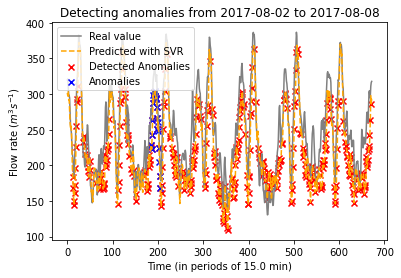 Detecting anomalies from 2017-08-02 to 2017-08-08
Real value
Predicted with SVR
Detected Anomalies
Anomalies
Flow rate (m³s⁻¹)
400
350
300
250
200
150
100
0 100 200 300 400 500 600 700
Time (in periods of 15.0 min)